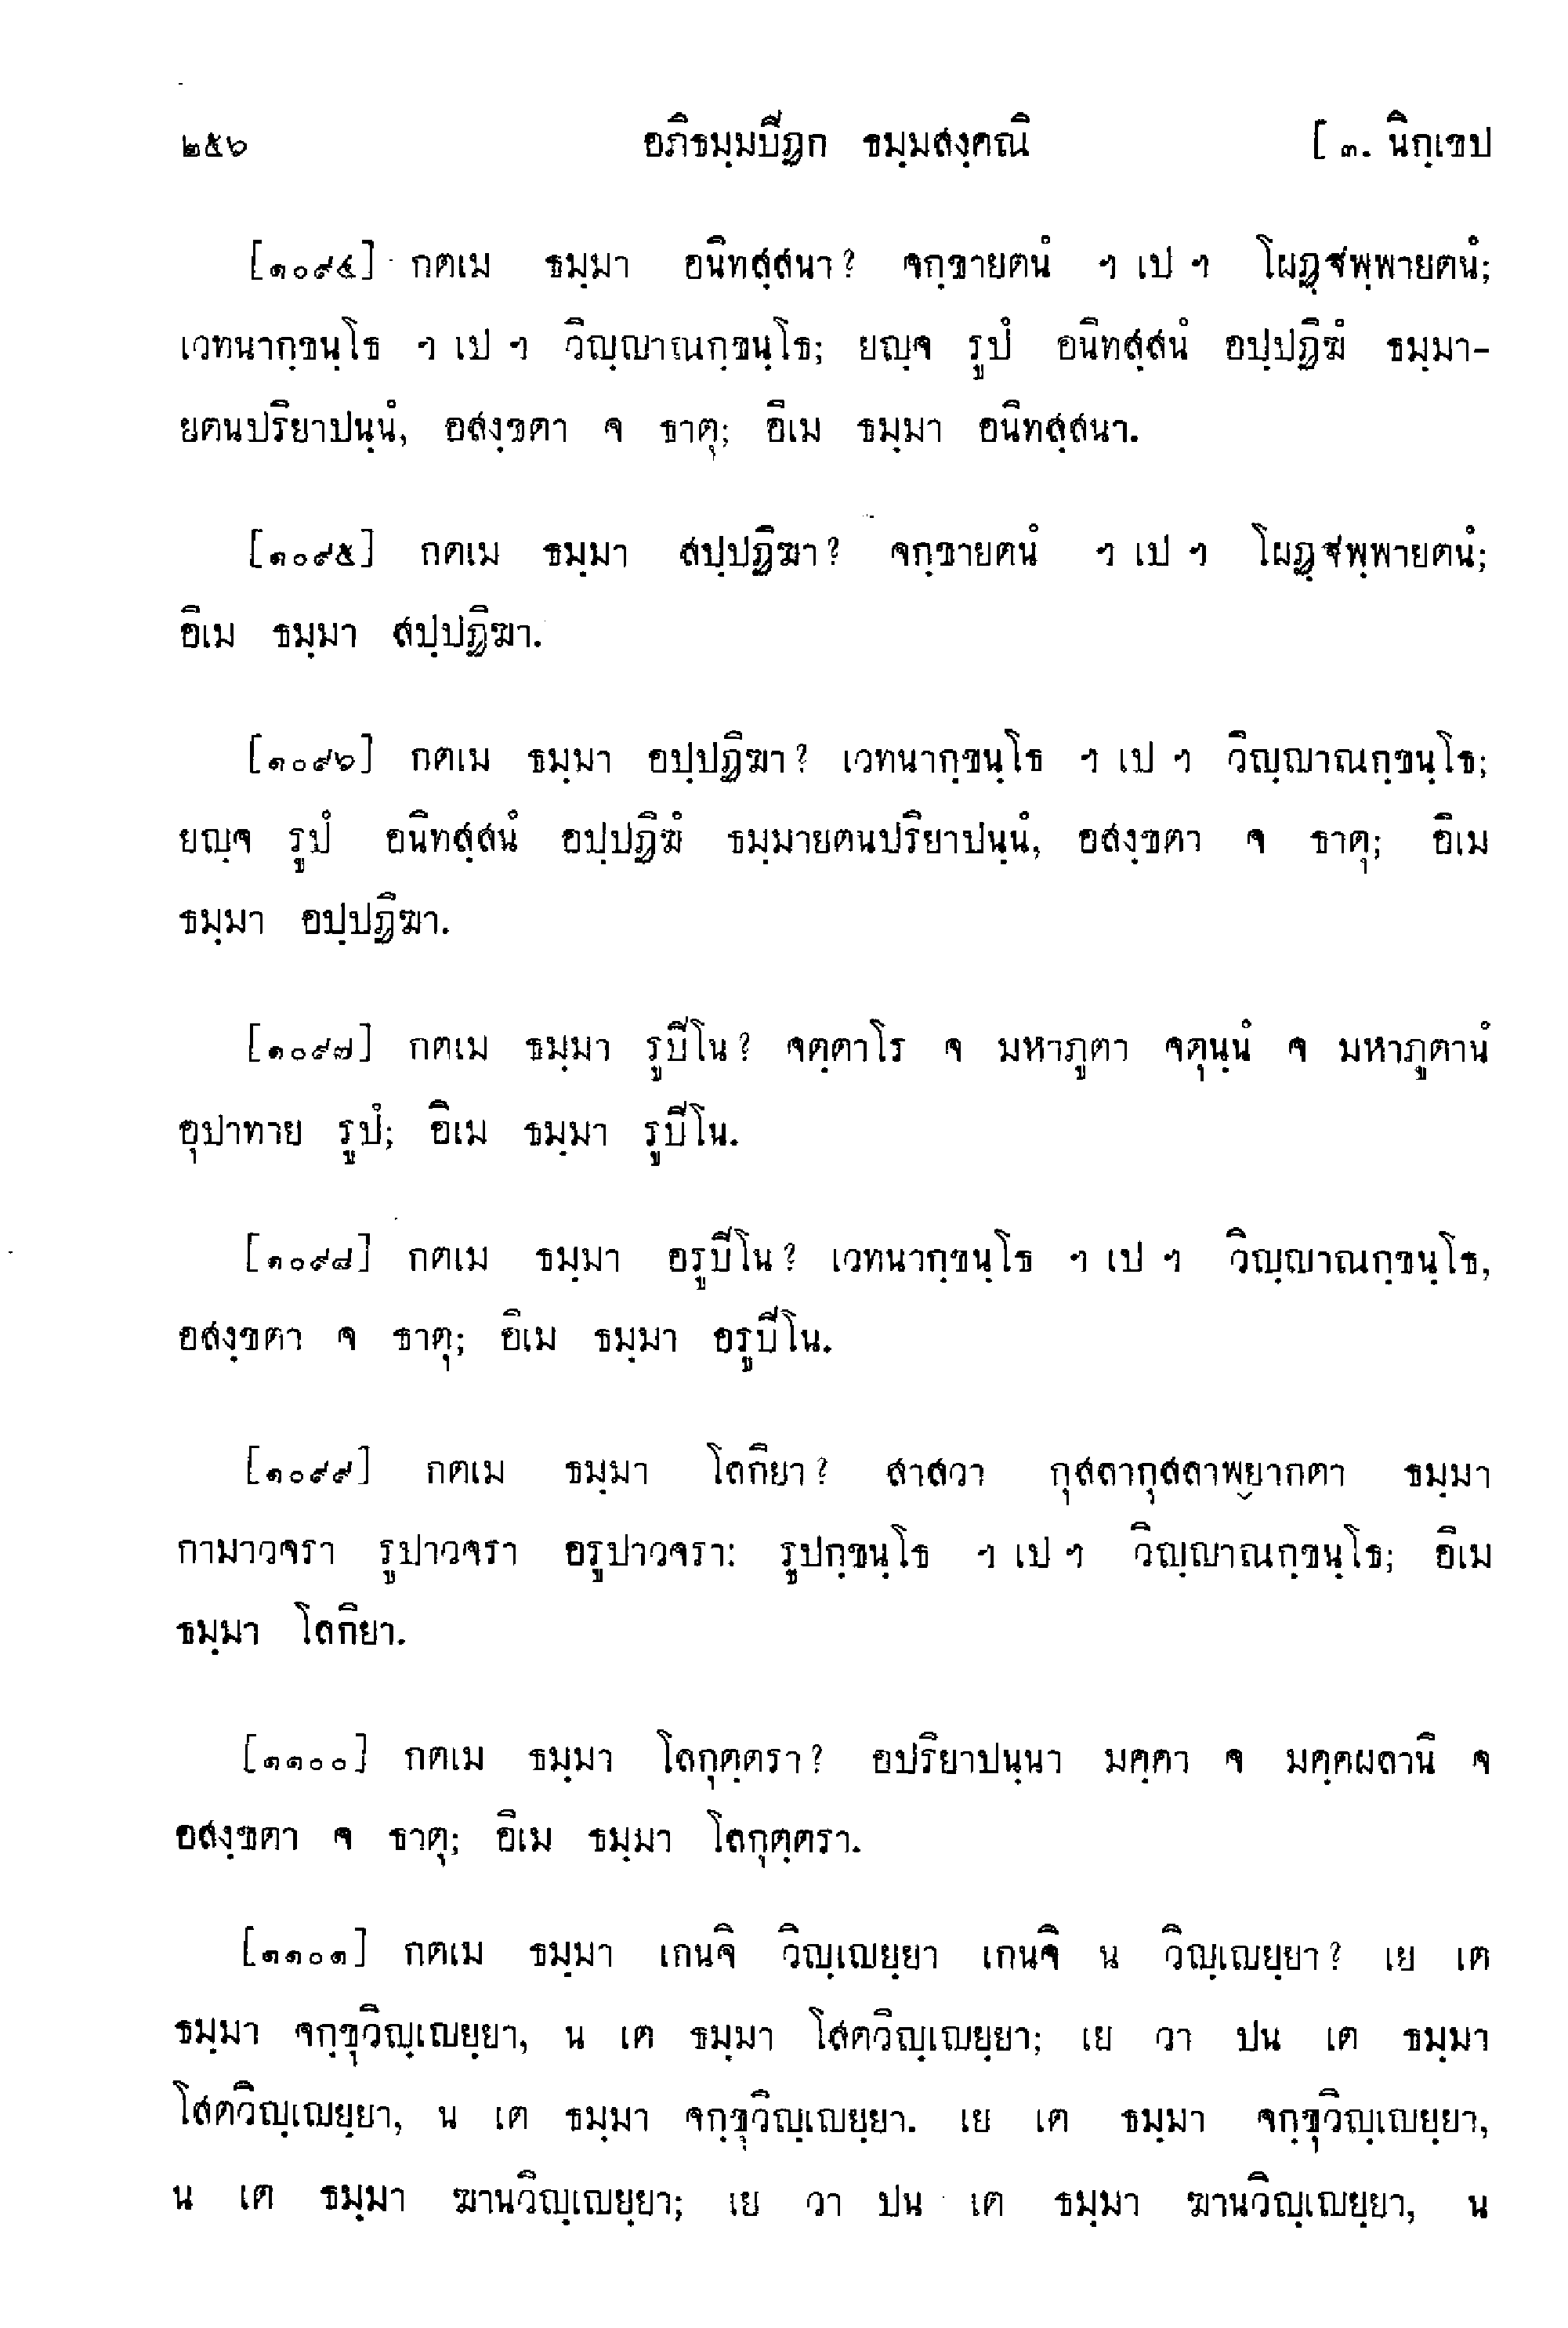 ๒๕๖ อภิธมฺมปิฏก ธมฺมสงฺคณิ [ ๓. นิกฺเขป
[๑๐๙๔] กตเม ธมฺมา อนิทสฺสนา? จกฺขายตนํ ฯ เป ฯ โผฏฺฐพฺพายตนํ;
เวทนากฺขนฺโธ ฯ เป ฯ วิญฺญาณกฺขนฺโธ; ยญฺจ รูปํ อนิทสฺสนํ อปฺปฏิฆํ ธมฺมา-
ยตนปริยาปนฺนํ, อสงฺขตา จ ธาตุ; อิเม ธมฺมา อนิทสฺสนา.
[๑๐๙๕] กตเม ธมฺมา สปฺปฏิฆา? จกฺขายตนํ ฯ เป ฯ โผฏฺฐพฺพายตนํ;
อิเม ธมฺมา สปฺปฏิฆา.
[๑๐๙๖] กตเม ธมฺมา อปฺปฏิฆา? เวทนากฺขนฺโธ ฯ เป ฯ วิญฺญาณกฺขนฺโธ;
ยญฺจ รูปํ อนิทสฺสนํ อปฺปฏิฆํ ธมฺมายตนปริยาปนฺนํ, อสงฺขตา จ ธาตุ; อิเม
ธมฺมา อปฺปฏิฆา.
[๑๐๙๗] กตเม ธมฺมา รูปิโน? จตฺตาโร จ มหาภูตา จตุนฺนํ จ มหาภูตานํ
อุปาทาย รูปํ; อิเม ธมฺมา รูปิโน.
[๑๐๙๘] กตเม ธมฺมา อรูปิโน? เวทนากฺขนฺโธ ฯ เป ฯ วิญฺญาณกฺขนฺโธ,
อสงฺขตา จ ธาตุ; อิเม ธมฺมา อรูปิโน.
[๑๐๙๙] กตเม ธมฺมา โลกิยา? สาสวา กุสลากุสลาพฺยากตา ธมฺมา
กามาวจรา รูปาวจรา อรูปาวจรา: รูปกฺขนฺโธ ฯ เป ฯ วิญฺญาณกฺขนฺโธ; อิเม
ธมฺมา โลกิยา.
[๑๑๐๐] กตเม ธมฺมา โลกุตฺตรา? อปริยาปนฺนา มคฺคา จ มคฺคผลานิ จ
อสงฺขตา จ ธาตุ; อิเม ธมฺมา โลกุตฺตรา.
[๑๑๐๑] กตเม ธมฺมา เกนจิ วิญฺเญยฺยา เกนจิ น วิญฺเญยฺยา? เย เต
ธมฺมา จกฺขุวิญฺเญยฺยา, น เต ธมฺมา โสตวิญฺเญยฺยา; เย วา ปน เต ธมฺมา
โสตวิญฺเญยฺยา, น เต ธมฺมา จกฺขุวิญฺเญยฺยา. เย เต ธมฺมา จกฺขุวิญฺเญยฺยา,
น เต ธมฺมา ฆานวิญฺเญยฺยา; เย วา ปน เต ธมฺมา ฆานวิญฺเญยฺยา, น